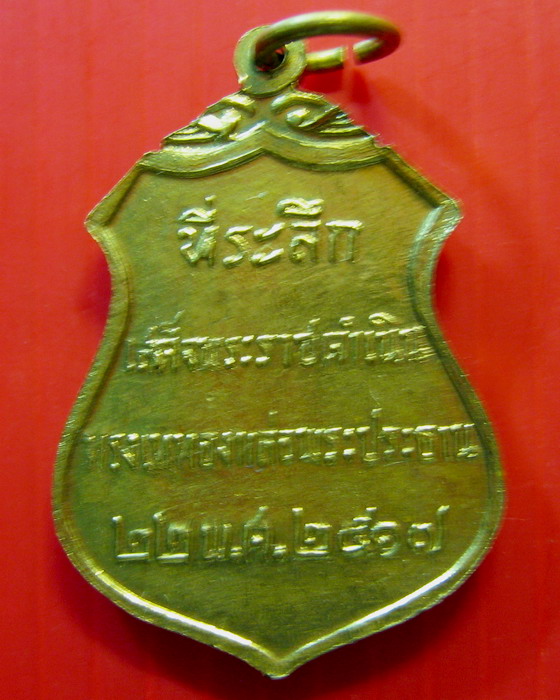 ที่ระลึก
เสด็จพระราชดำเนิน
ทรงเททองหล่อพระประธาน
๒๒ พ.ศ. ๒๕๑๗